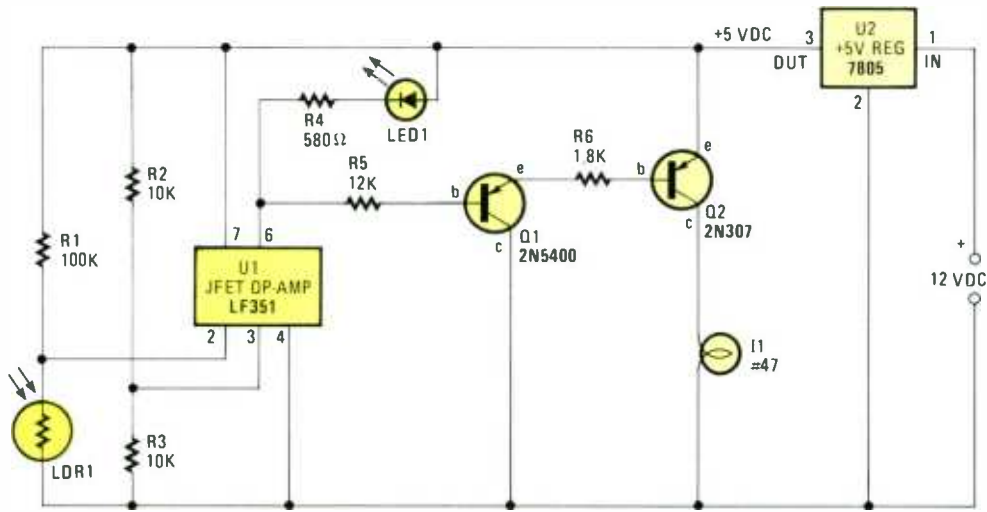 +5 VDC
3
DUT
U2
+5V REG
7805
2
1
IN
R4
580Ω
LED1
R2
10K
R5
12K
b
e
c
Q1
2N5400
R6
1.8K
b
e
c
Q2
2N307
R1
100K
7
6
U1
JFET DP-AMP
LF351
2
3
4
+
12 VDC
I1
#47
LDR1
R3
10K